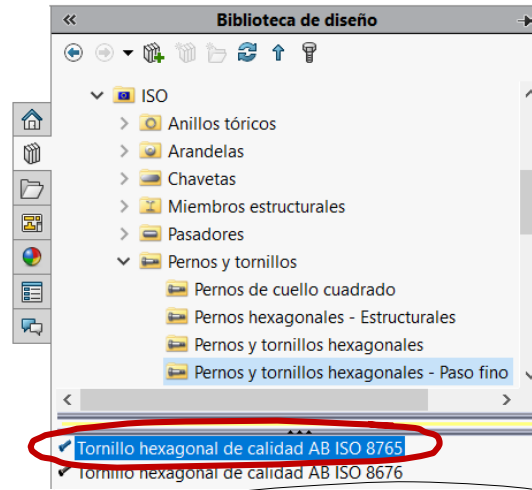 Biblioteca de diseño
ISO
Anillos tóricos
Arandelas
Chavetas
Miembros estructurales
Pasadores
Pernos y tornillos
Pernos de cuello cuadrado
Pernos hexagonales - Estructurales
Pernos y tornillos hexagonales
Pernos y tornillos hexagonales - Paso fino
Tornillo hexagonal de calidad AB ISO 8765
Tornillo hexagonal de calidad AB ISO 8676